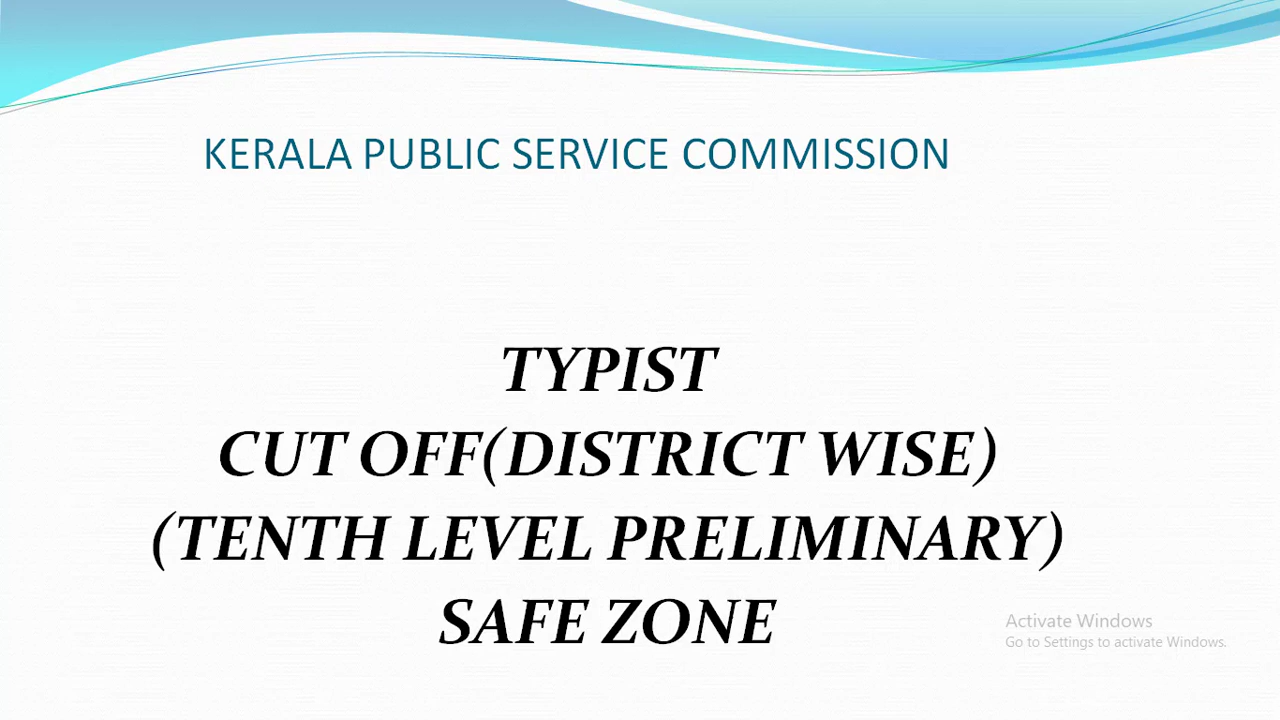 KERALA PUBLIC SERVICE COMMISSION
TYPIST
CUT OFF(DISTRICT WISE)
(TENTH LEVEL PRELIMINARY)
SAFE ZONE
Activate Windows
Go to Settings to activate Windows.